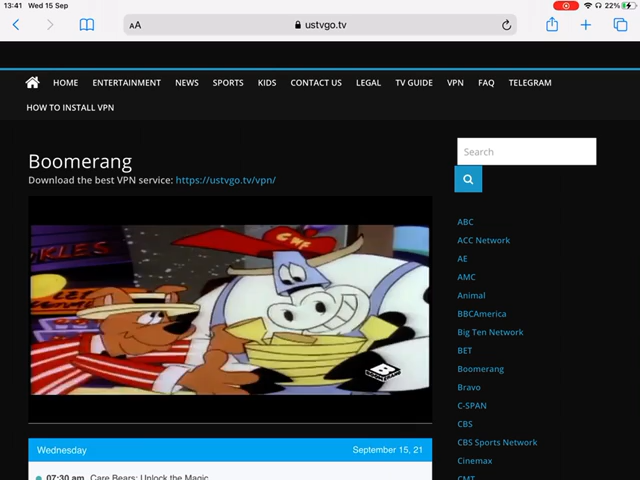 13:41 Wed 15 Sep 22%
AA ustvgo.tv
HOME ENTERTAINMENT NEWS SPORTS KIDS CONTACT US LEGAL TV GUIDE VPN FAQ TELEGRAM
HOW TO INSTALL VPN
Boomerang
Download the best VPN service: https://ustvgo.tv/vpn/
Search
ABC
ACC Network
AE
AMC
Animal
BBCAmerica
Big Ten Network
BET
Boomerang
Bravo
C-SPAN
CBS
CBS Sports Network
Cinemax
CMT
Wednesday September 15, 21
07:30 am Care Bears: Unlock the Magic